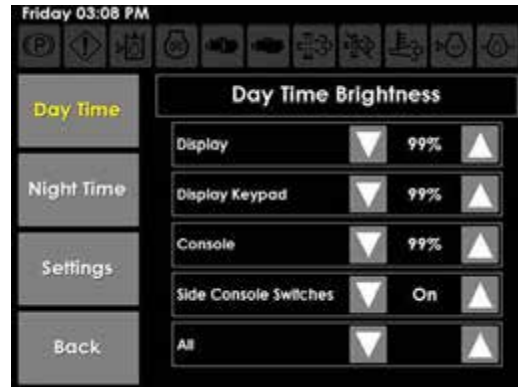 Friday 03:08 PM
Day Time Brightness
Day Time
Night Time
Settings
Back
Display 99%
Display Keypad 99%
Console 99%
Side Console Switches On
All